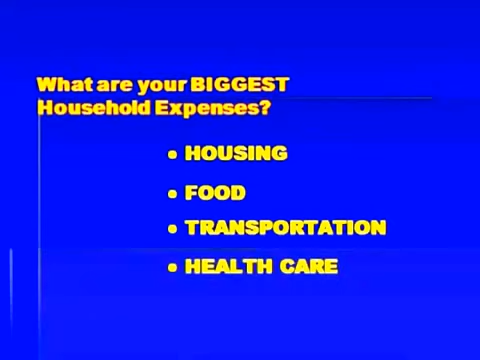 What are your BIGGEST
Household Expenses?
• HOUSING
• FOOD
• TRANSPORTATION
• HEALTH CARE